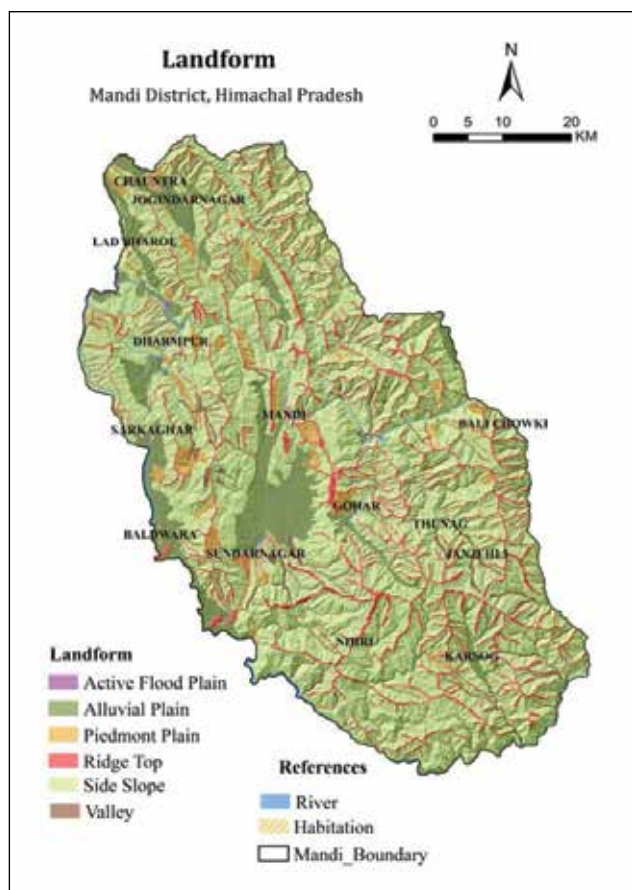 Landform
Mandi District, Himachal Pradesh
N
0 5 10 20
KM
CHAUNTRA
JOGINDARNAGAR
LAD BHAROL
DHARMPUR
MANDI
BALI CHOWKI
SARKAGHAR
GOHAR
THUNAG
BALDWARA
SUNDARNAGAR
JANJEHLI
NIHRI
KARSOG
Landform
Active Flood Plain
Alluvial Plain
Piedmont Plain
Ridge Top
Side Slope
Valley
References
River
Habitation
Mandi_Boundary